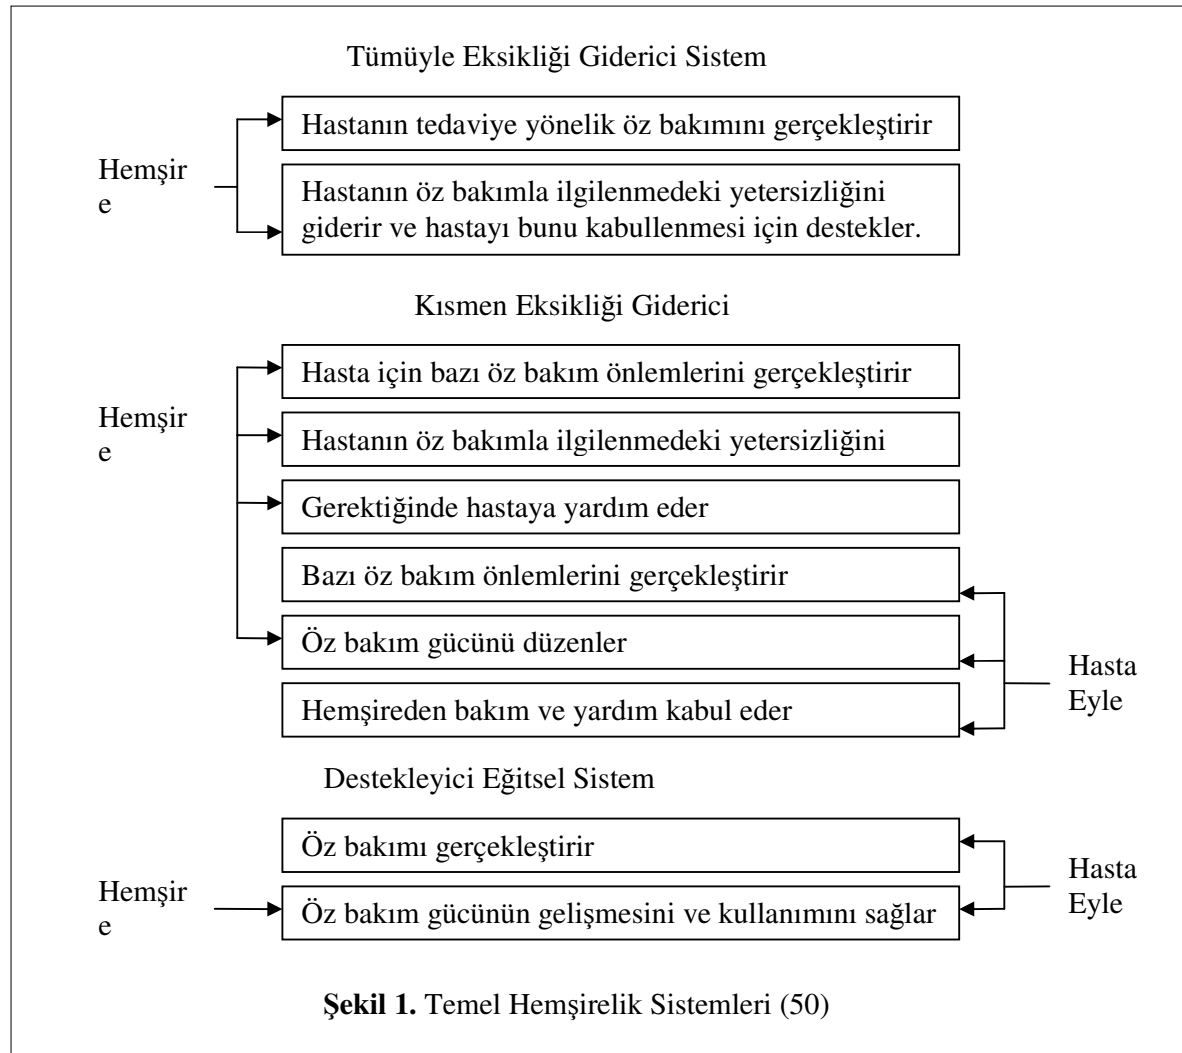 Tümüyle Eksikliği Giderici Sistem
Hastanın tedaviye yönelik öz bakımını gerçekleştirir
Hemşir
e
Hastanın öz bakımla ilgilenmedeki yetersizliğini
giderir ve hastayı bunu kabullenmesi için destekler.
Kısmen Eksikliği Giderici
Hasta için bazı öz bakım önlemlerini gerçekleştirir
Hemşir
e
Hastanın öz bakımla ilgilenmedeki yetersizliğini
Gerektiğinde hastaya yardım eder
Bazı öz bakım önlemlerini gerçekleştirir
Öz bakım gücünü düzenler
Hemşireden bakım ve yardım kabul eder
Hasta
Eyle
Destekleyici Eğitsel Sistem
Öz bakımı gerçekleştirir
Hemşir
e
Öz bakım gücünün gelişmesini ve kullanımını sağlar
Hasta
Eyle
Şekil 1. Temel Hemşirelik Sistemleri (50)